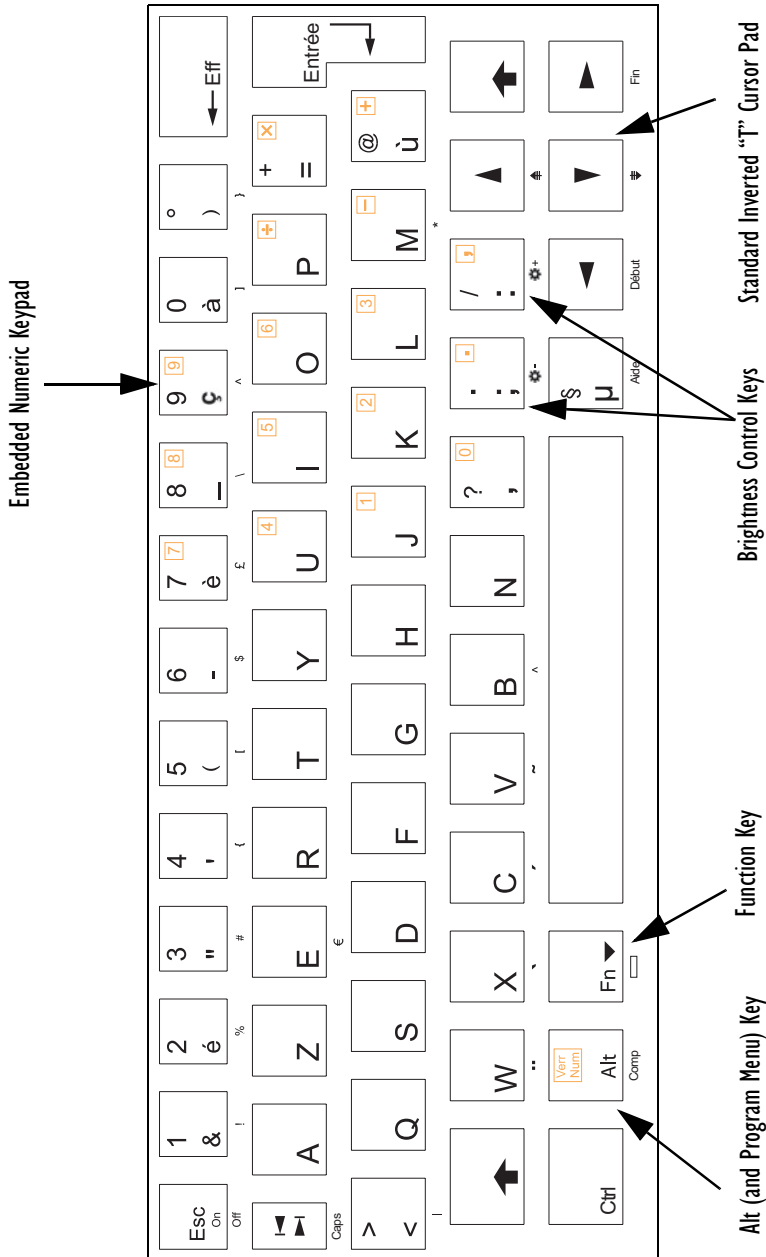 Embedded Numeric Keypad
Esc On 1 & 2 é 3 " 4 ' 5 ( 6 - 7 è 7 8 _ 8 9 ç 9 0 à ° ) ← Eff
Off ! % # { [ $ £ \ ^ ] }
A Z E R T Y U 4 I 5 O 6 P ÷ + = × Entrée
Caps €
> < Q S D F G H J 1 K 2 L 3 M − @ ù +
| *
W X C V B N ? , 0 . ; . / : ,
¨ ` ´ ~ ^ - +
Ctrl Verr Num Alt Fn § µ
Comp Aide Début Fin
Alt (and Program Menu) Key
Function Key
Brightness Control Keys
Standard Inverted “T” Cursor Pad